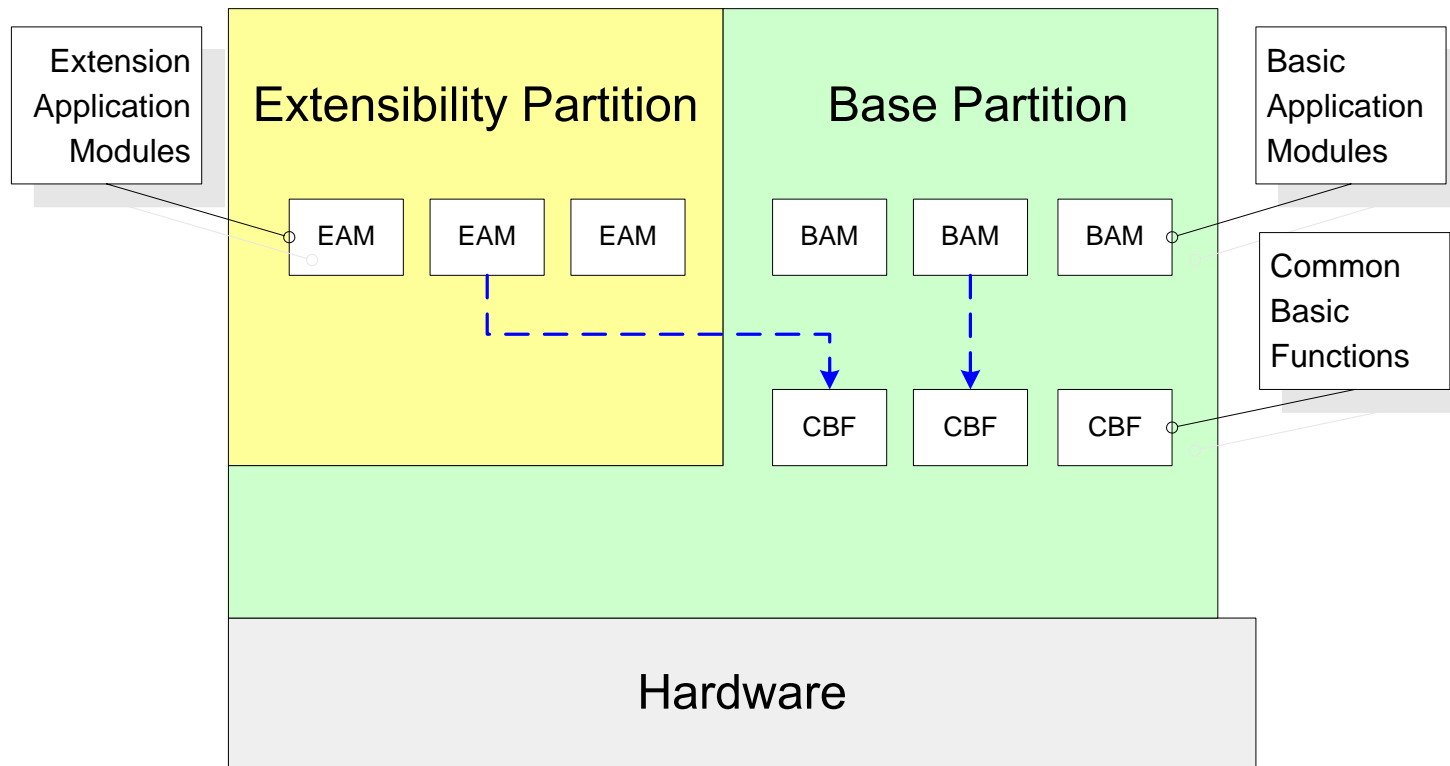 Extension
Application
Modules
Extensibility Partition
Base Partition
Basic
Application
Modules
EAM
EAM
EAM
BAM
BAM
BAM
Common
Basic
Functions
CBF
CBF
CBF
Hardware